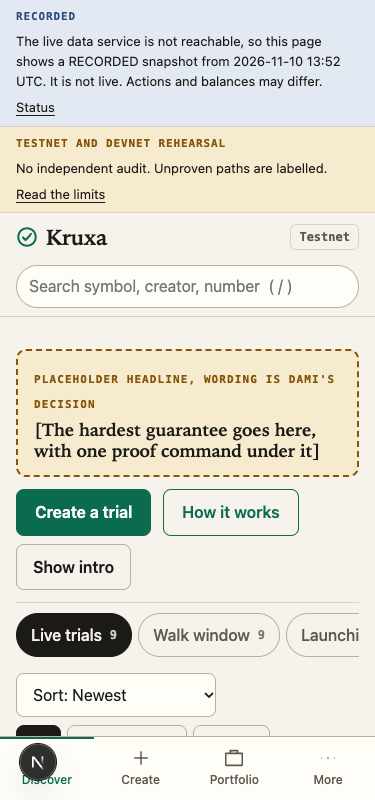 RECORDED
The live data service is not reachable, so this page
shows a RECORDED snapshot from 2026-11-10 13:52
UTC. It is not live. Actions and balances may differ.
Status
TESTNET AND DEVNET REHEARSAL
No independent audit. Unproven paths are labelled.
Read the limits
Kruxa
Testnet
Search symbol, creator, number ( / )
PLACEHOLDER HEADLINE, WORDING IS DAMI'S
DECISION
[The hardest guarantee goes here,
with one proof command under it]
Create a trial
How it works
Show intro
Live trials 9
Walk window 9
Launchi
Sort: Newest
N
Discover
Create
Portfolio
More